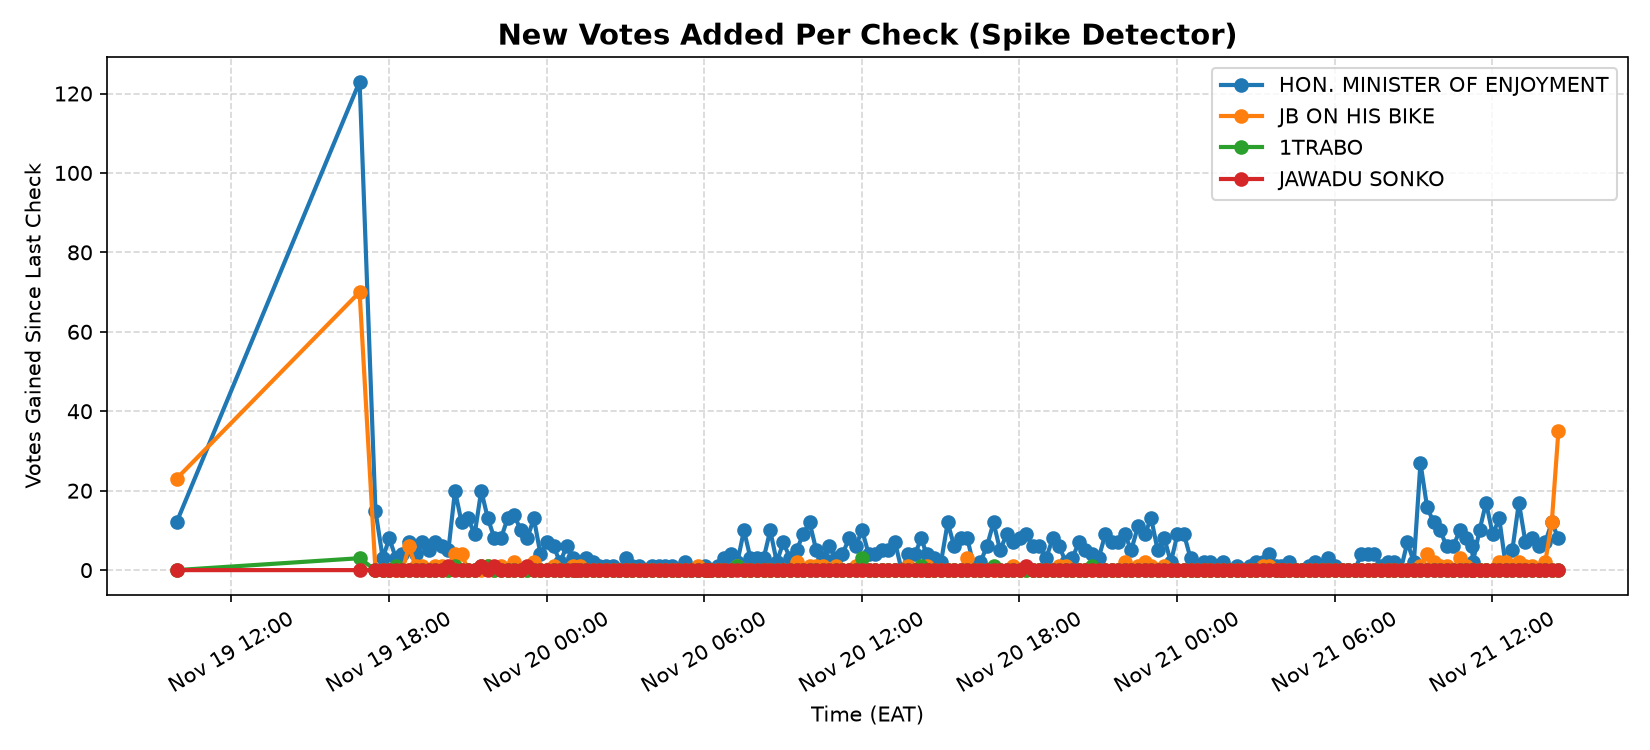 New Votes Added Per Check (Spike Detector)
HON. MINISTER OF ENJOYMENT
JB ON HIS BIKE
1TRABO
JAWADU SONKO
Votes Gained Since Last Check
120
100
80
60
40
20
0
Nov 19 12:00
Nov 19 18:00
Nov 20 00:00
Nov 20 06:00
Nov 20 12:00
Nov 20 18:00
Nov 21 00:00
Nov 21 06:00
Nov 21 12:00
Time (EAT)